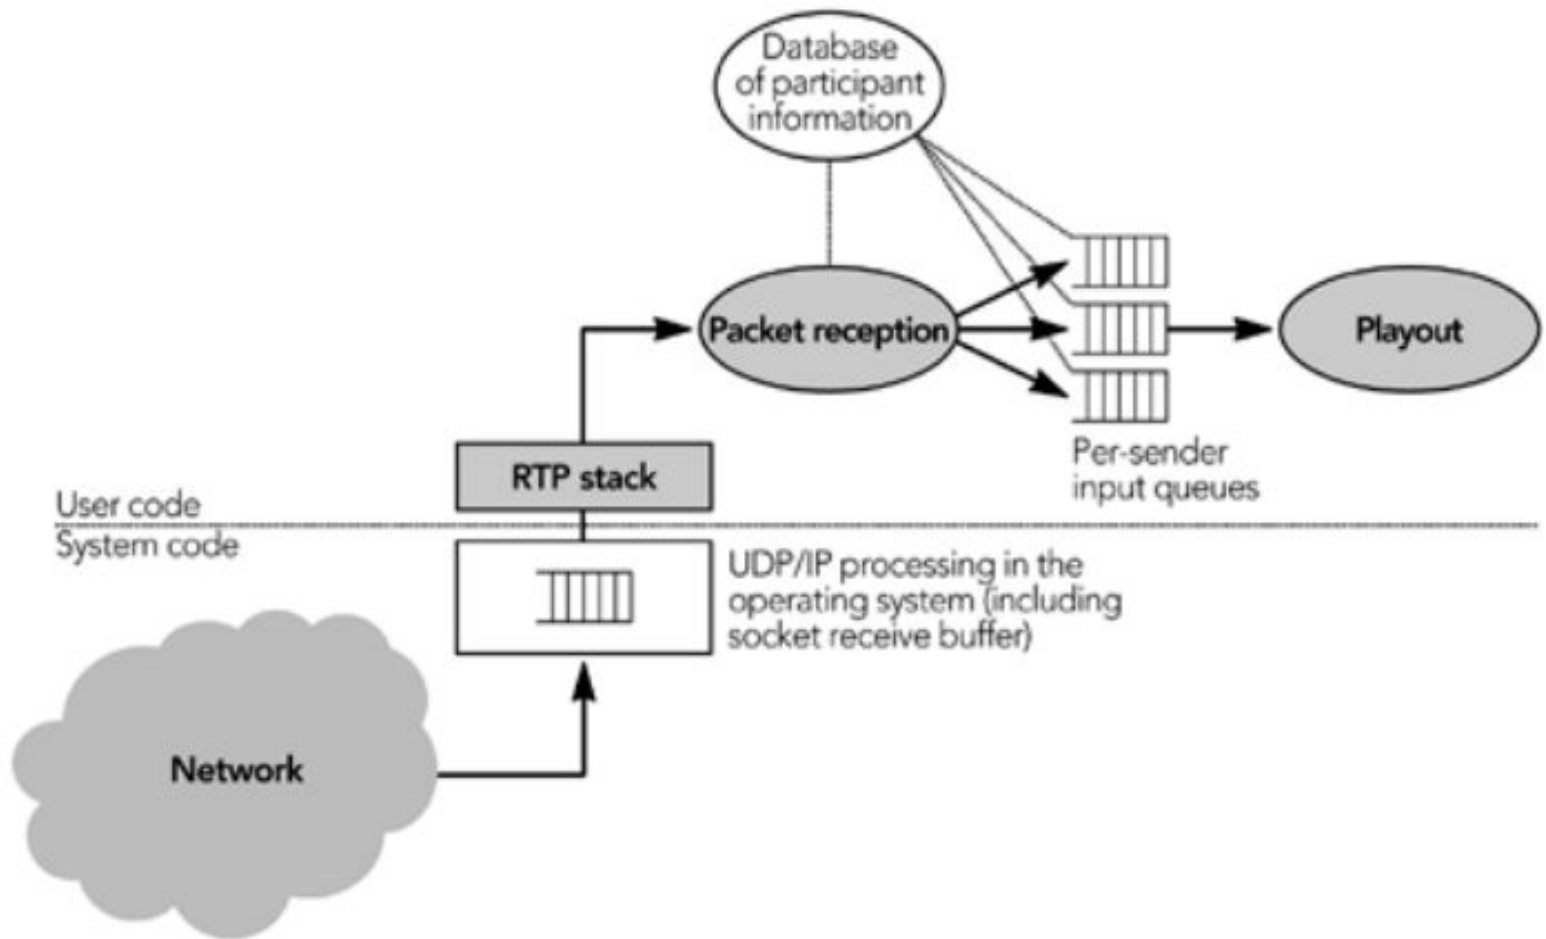 Database
of participant
information
Packet reception
Playout
Per-sender
input queues
RTP stack
User code
System code
UDP/IP processing in the
operating system (including
socket receive buffer)
Network